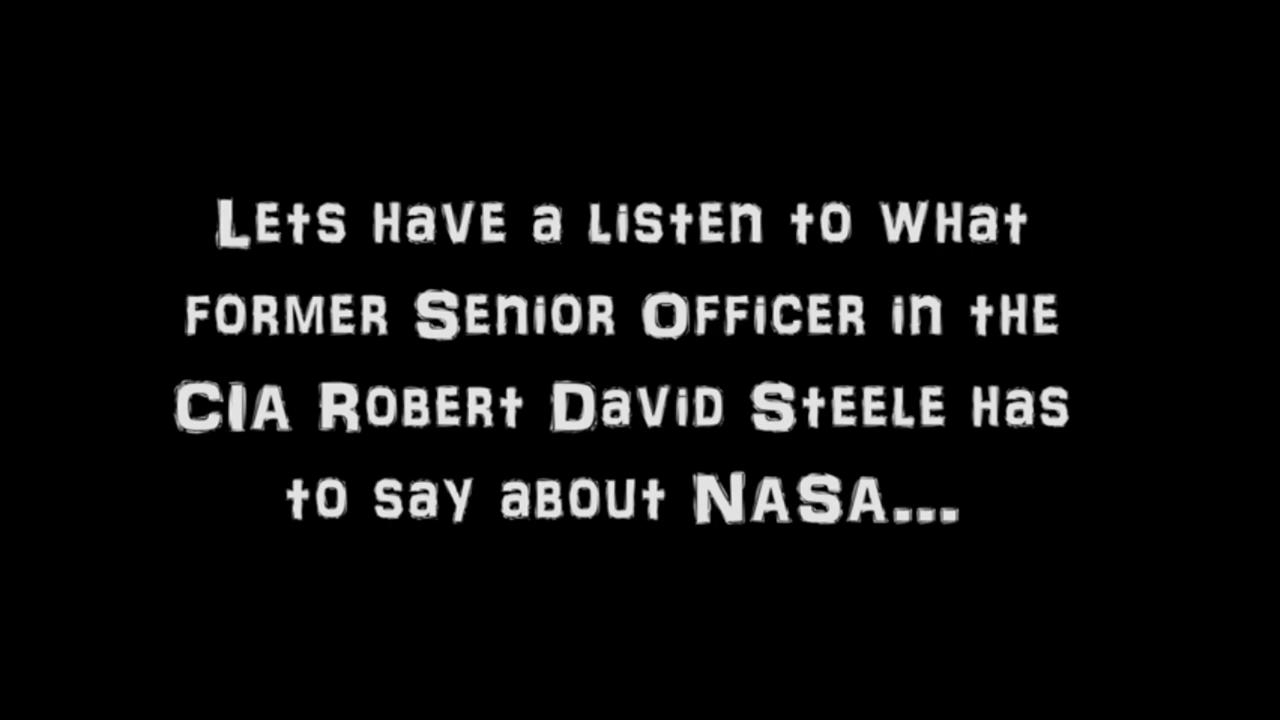 Lets have a listen to what
former Senior Officer in the
CIA Robert David Steele has
to say about NASA...